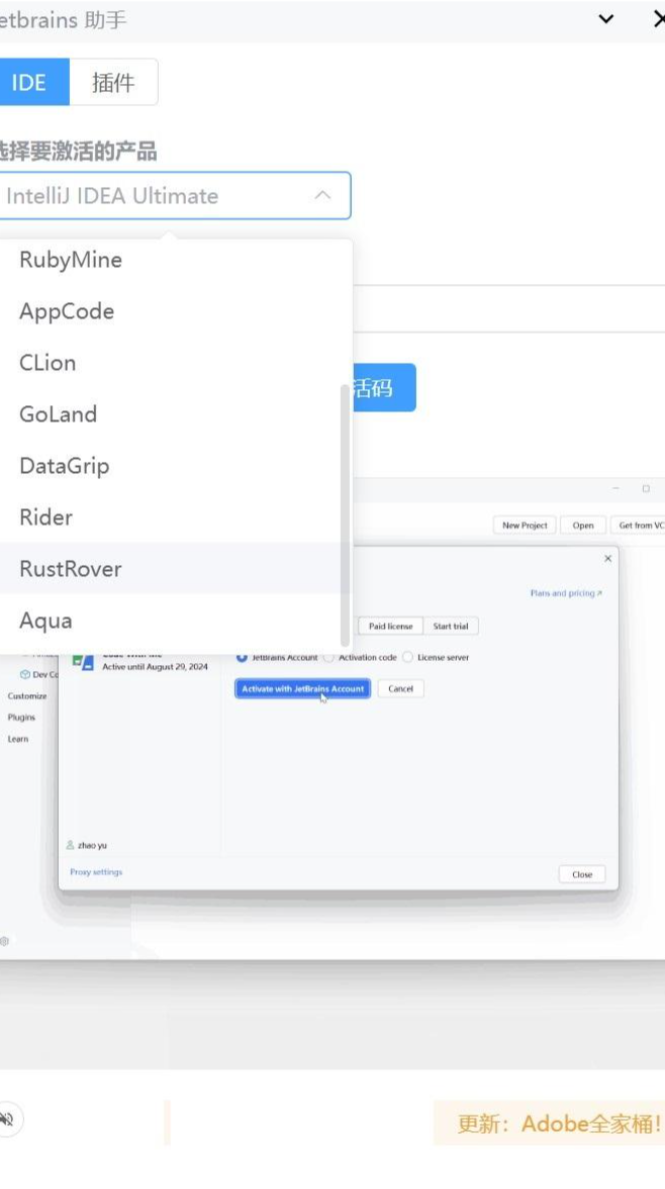 etbrains 助手
IDE
插件
选择要激活的产品
IntelliJ IDEA Ultimate
RubyMine
AppCode
CLion
活码
GoLand
DataGrip
Rider
New Project
Open
Get from VC
RustRover
Plans and pricing ↗
Aqua
Paid license
Start trial
Code With Me
JetBrains Account
Activation code
License server
Active until August 29, 2024
Dev Co
Activate with JetBrains Account
Cancel
Customize
Plugins
Learn
zhao yu
Proxy settings
Close
更新：Adobe全家桶!